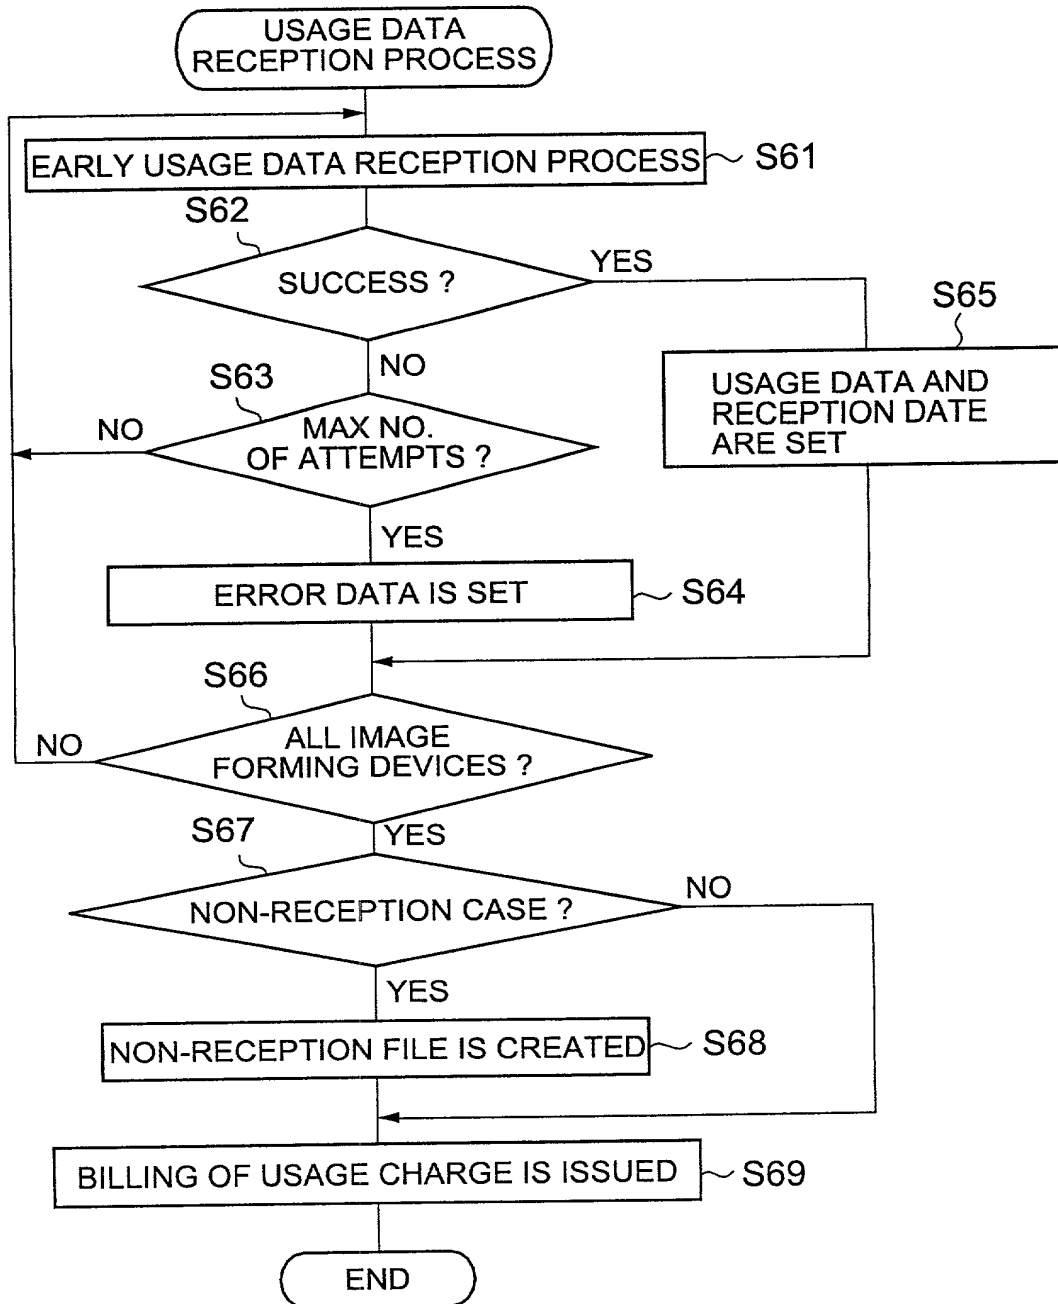 USAGE DATA
RECEPTION PROCESS
EARLY USAGE DATA RECEPTION PROCESS
S61
S62
SUCCESS ?
YES
NO
S65
USAGE DATA AND
RECEPTION DATE
ARE SET
S63
MAX NO.
OF ATTEMPTS ?
NO
YES
ERROR DATA IS SET
S64
S66
ALL IMAGE
FORMING DEVICES ?
NO
YES
S67
NON-RECEPTION CASE ?
NO
YES
NON-RECEPTION FILE IS CREATED
S68
BILLING OF USAGE CHARGE IS ISSUED
S69
END